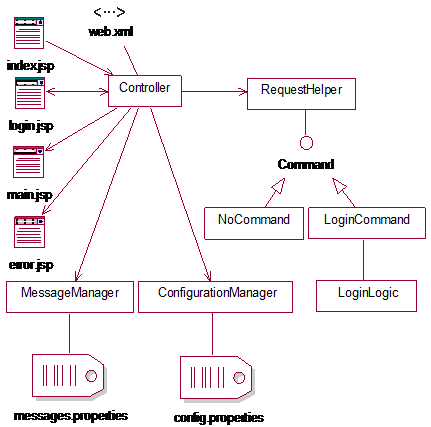 <···>
web.xml
index.jsp
Controller
RequestHelper
login.jsp
main.jsp
Command
NoCommand
LoginCommand
error.jsp
MessageManager
ConfigurationManager
LoginLogic
messages.properties
config.properties